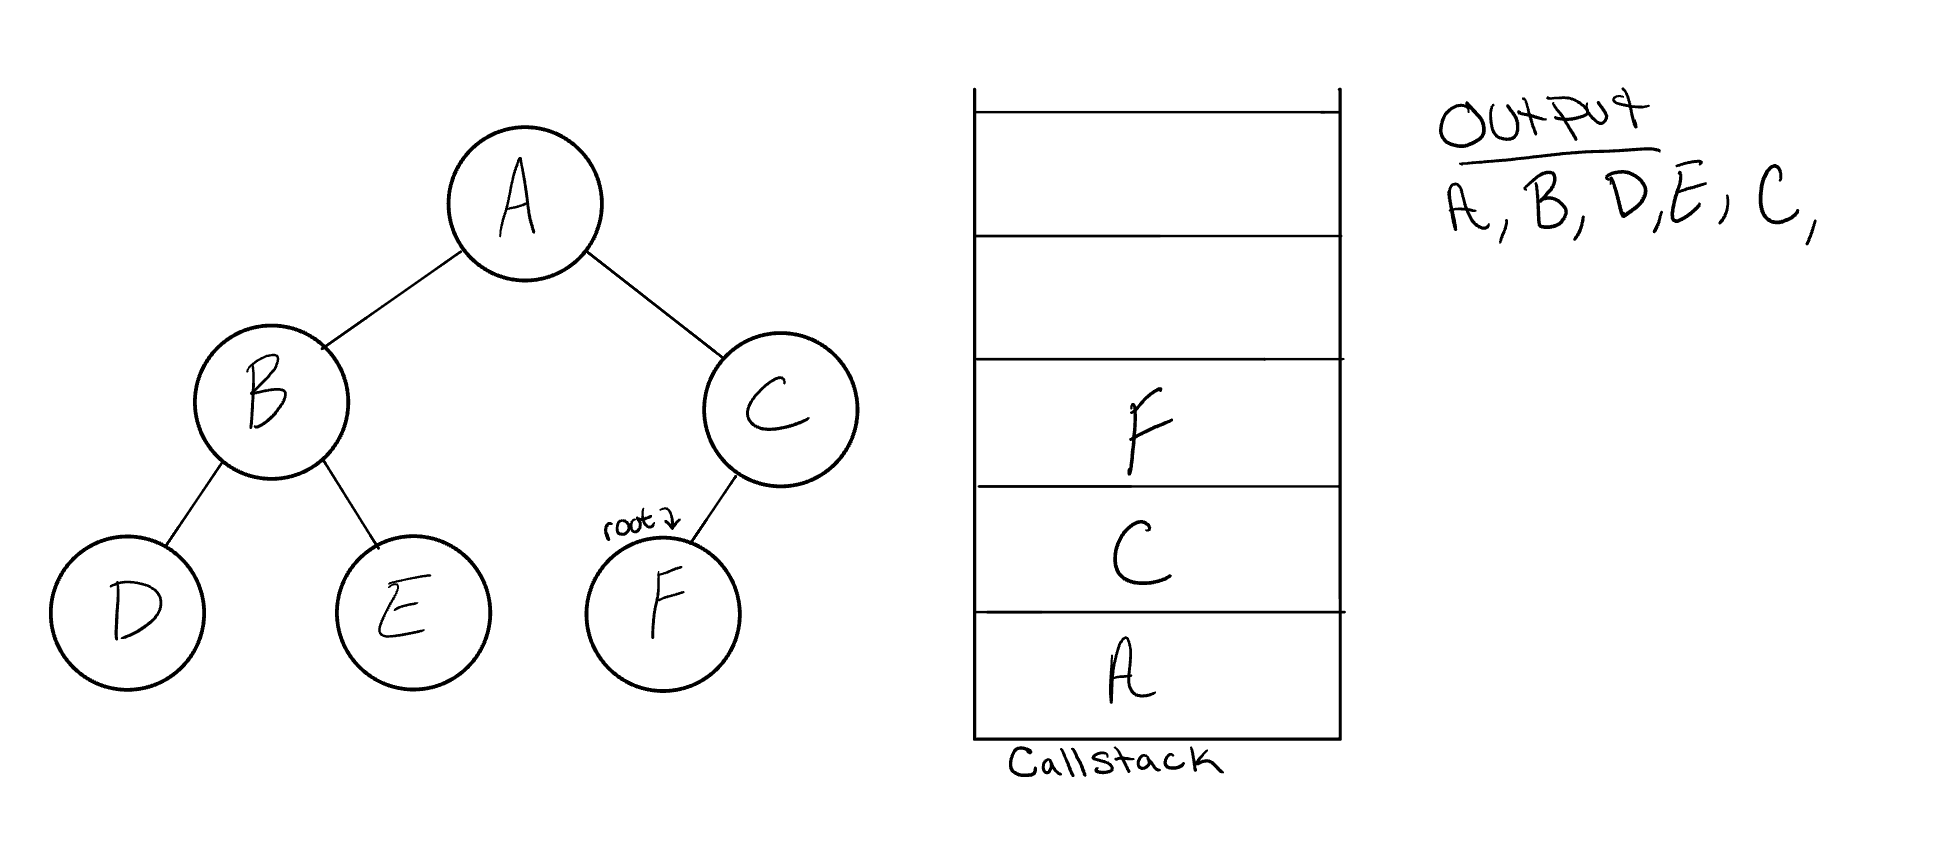 A
B
C
root
D
E
F
F
C
A
Callstack
Output
A, B, D, E, C,